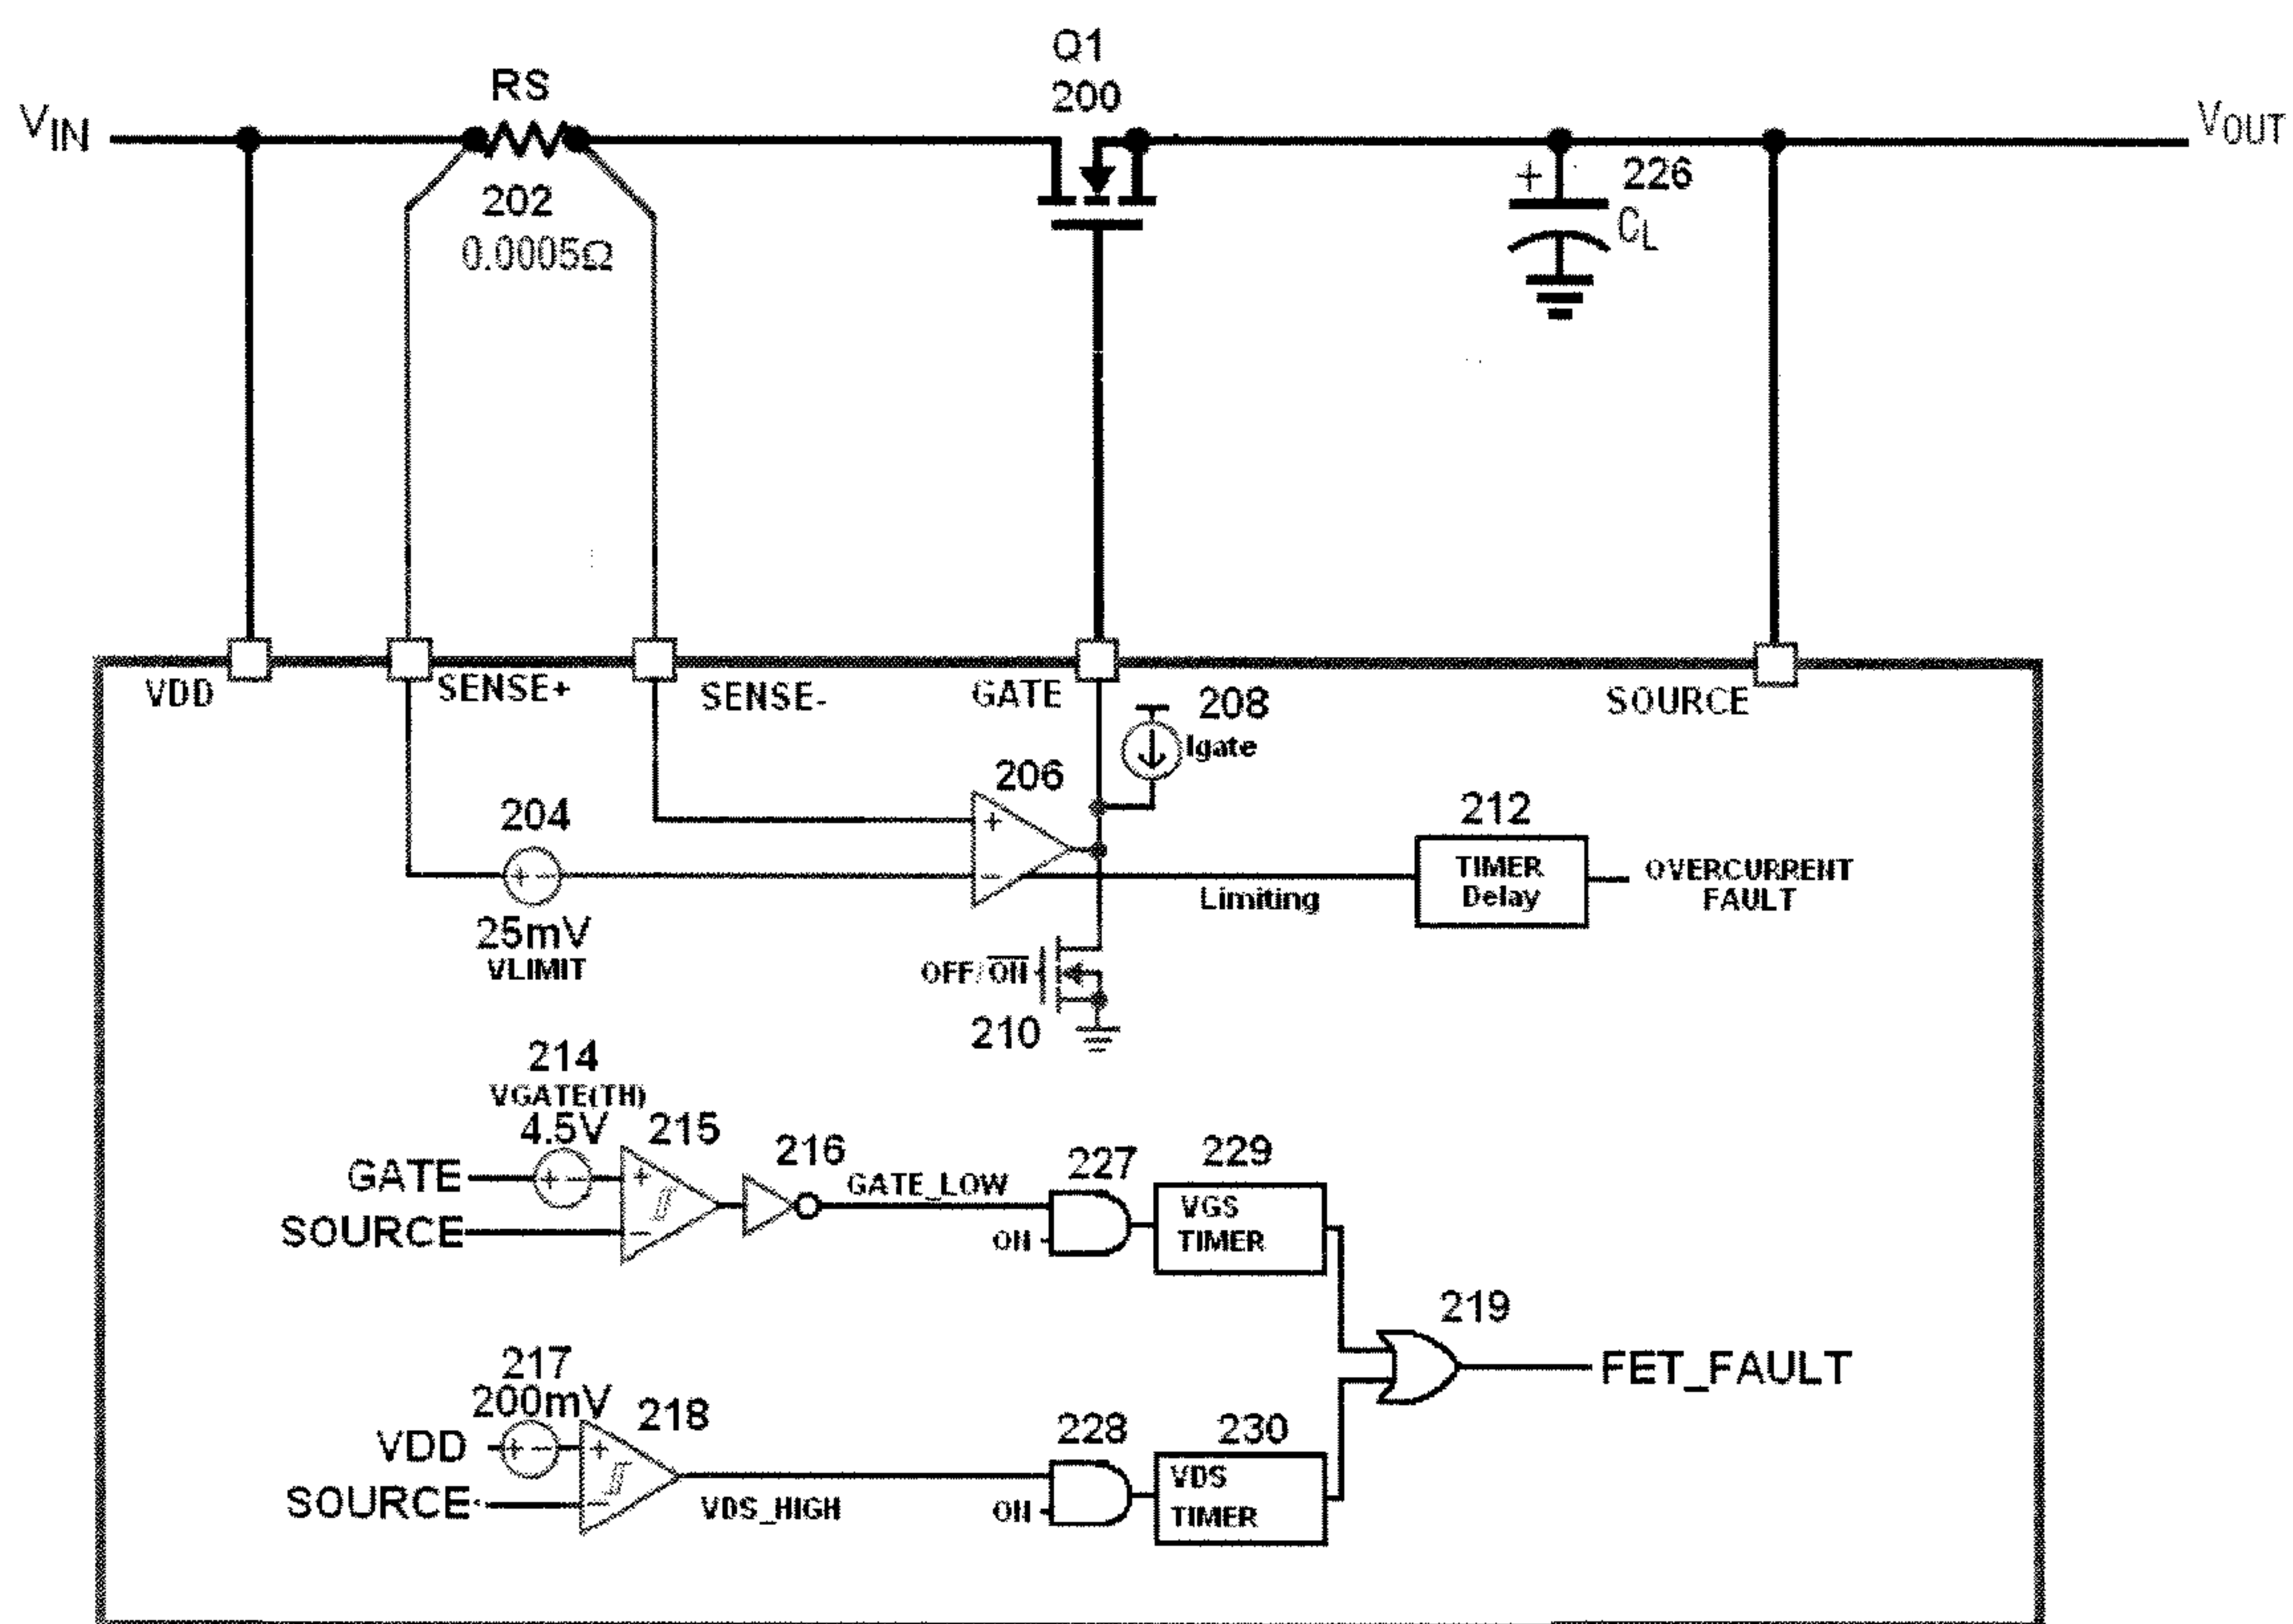 Q1
200
RS
VIN
VOUT
202
0.0005Ω
+
226
CL
VDD
SENSE+
SENSE-
GATE
SOURCE
208
Igate
206
204
+ -
25mV
VLIMIT
+
-
212
TIMER
Delay
Limiting
OVERCURRENT
FAULT
OFF/ON
210
214
VGATE(TH)
4.5V
215
216
GATE
+ -
+
SOURCE
-
GATE_LOW
227
ON
229
VGS
TIMER
219
FET_FAULT
217
200mV
218
VDD
+ -
+
SOURCE
-
VDS_HIGH
228
ON
230
VDS
TIMER